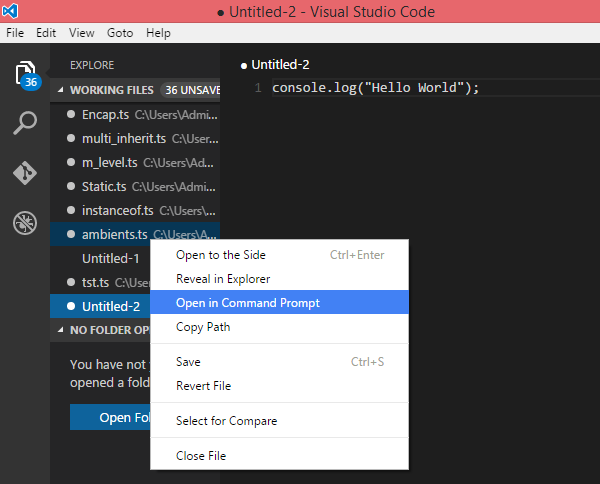 ● Untitled-2 - Visual Studio Code
File Edit View Goto Help
EXPLORE
36
WORKING FILES 36 UNSAV
Encap.ts C:\Users\Admi...
multi_inherit.ts C:\Users\A...
m_level.ts C:\Users\Ad...
Static.ts C:\Users\Admin...
instanceof.ts C:\Users\...
ambients.ts C:\Users\A...
Untitled-1
tst.ts C:\Users
Untitled-2
NO FOLDER OP
You have not
opened a fold
Open Fol
● Untitled-2
1 console.log("Hello World");
Open to the Side Ctrl+Enter
Reveal in Explorer
Open in Command Prompt
Copy Path
Save Ctrl+S
Revert File
Select for Compare
Close File